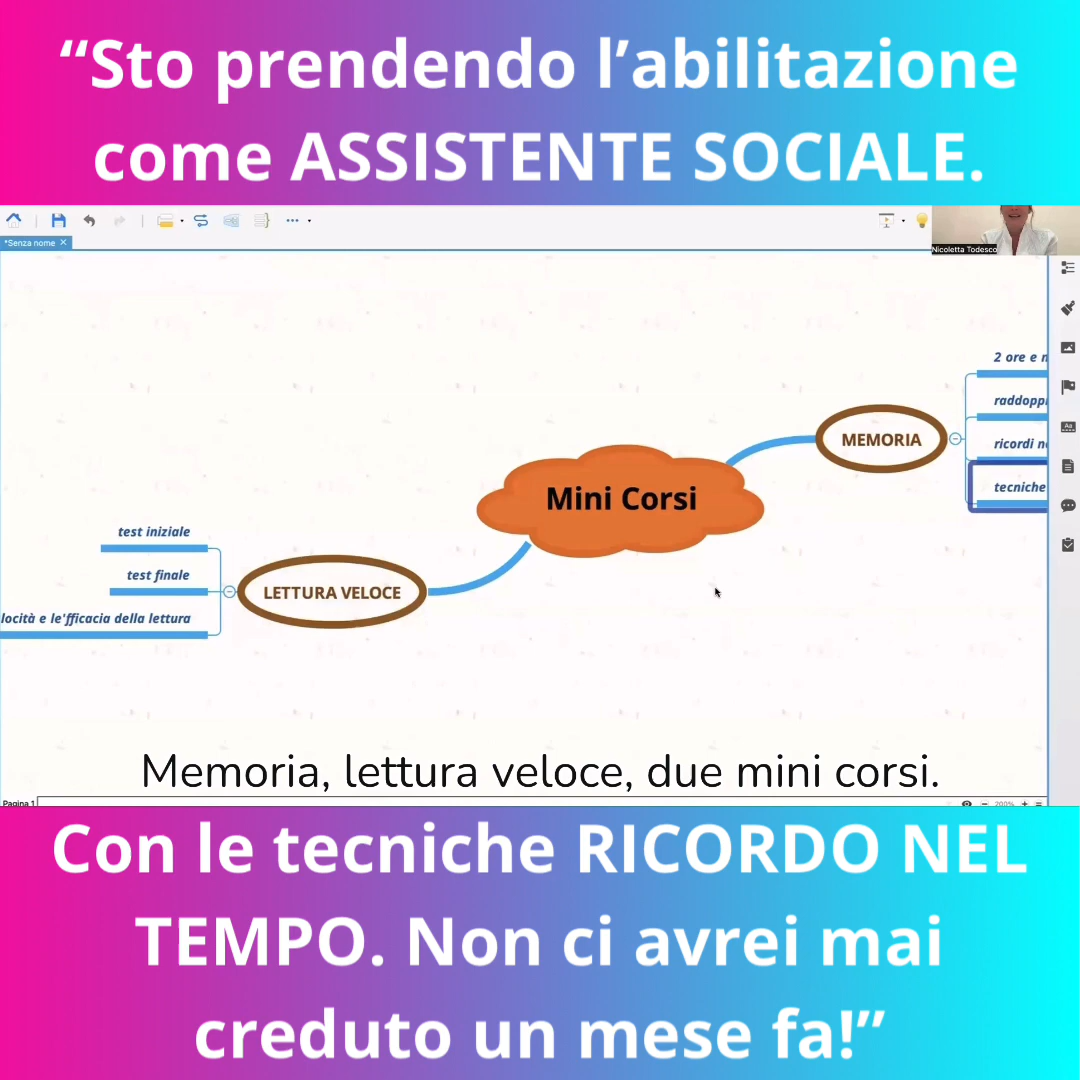 “Sto prendendo l’abilitazione
come ASSISTENTE SOCIALE.
*Senza nome
Nicoletta Todesco
2 ore e
MEMORIA
raddoppi
ricordi
tecniche
Mini Corsi
test iniziale
test finale
LETTURA VELOCE
locità e le'fficacia della lettura
Memoria, lettura veloce, due mini corsi.
Pagina 1
200%
Con le tecniche RICORDO NEL
TEMPO. Non ci avrei mai
creduto un mese fa!”